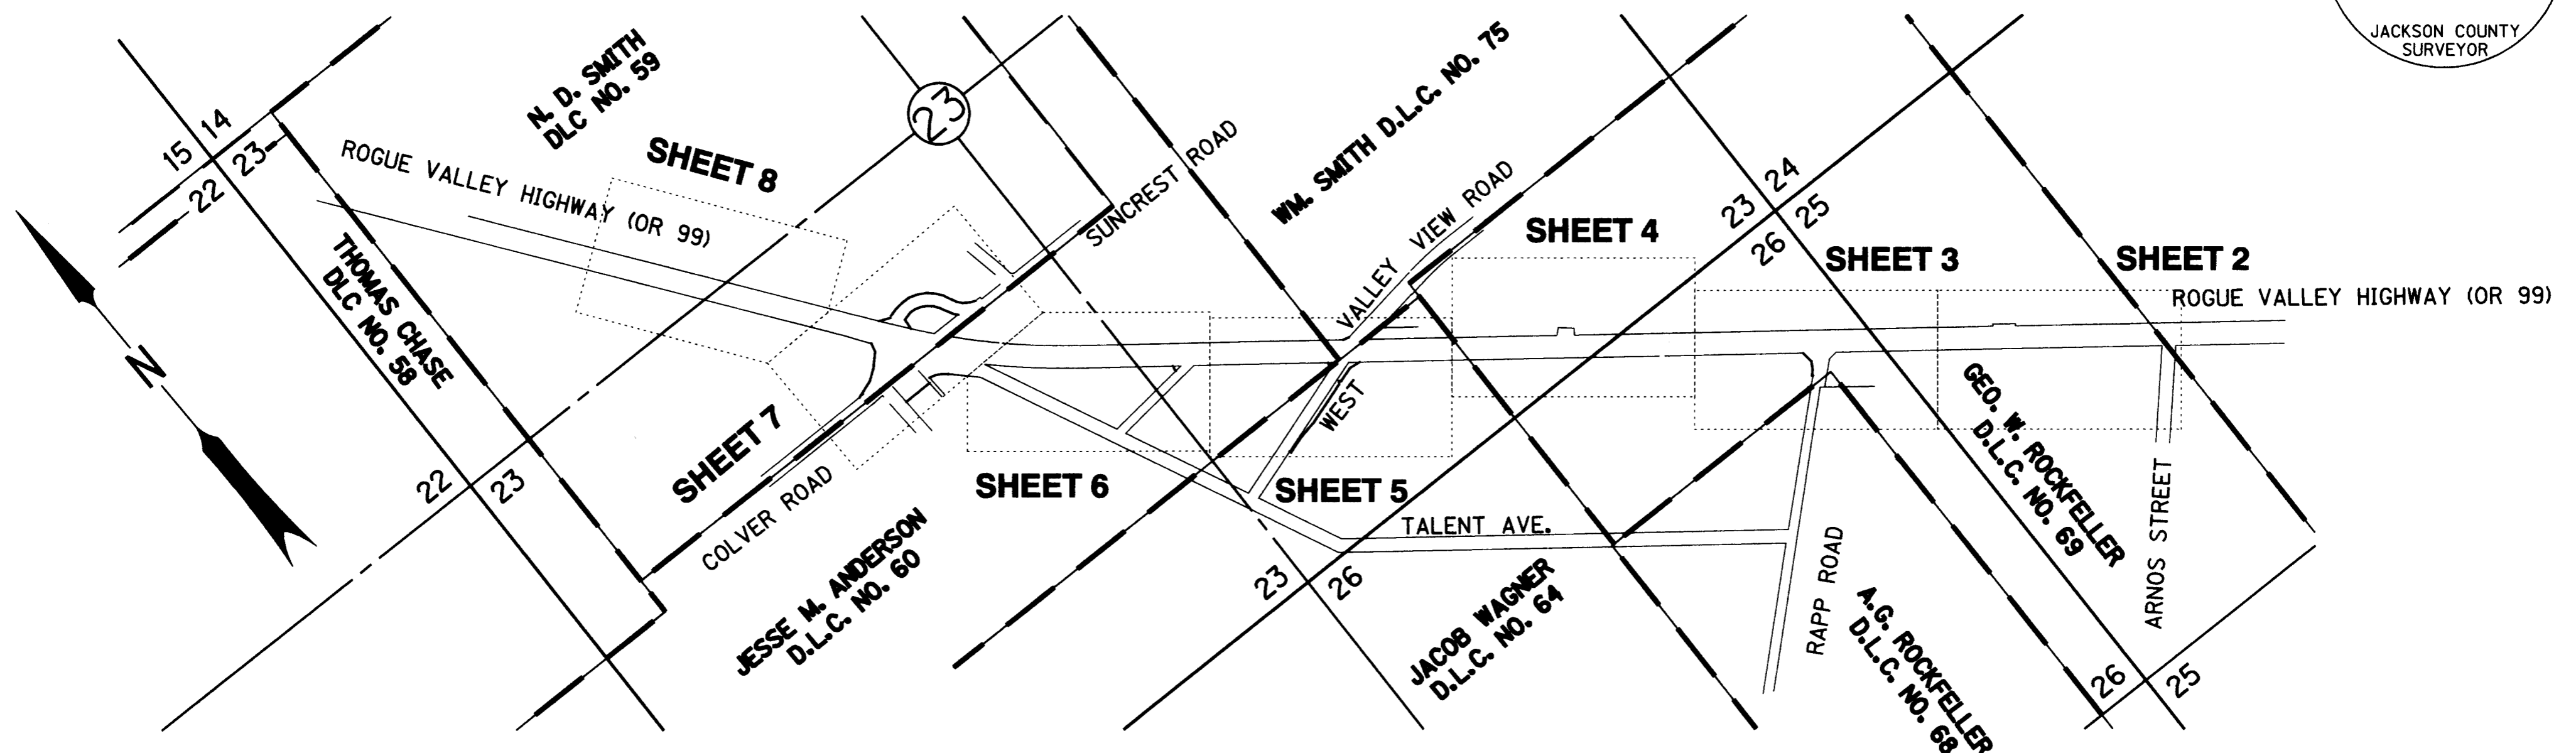 JACKSON COUNTY
SURVEYOR
N. D. SMITH
DLC NO. 59
WM. SMITH D.L.C. NO. 75
15
14
23
22
23
ROGUE VALLEY HIGHWAY (OR 99)
SHEET 8
SUNCREST ROAD
VALLEY VIEW ROAD
SHEET 4
24
23
25
26
SHEET 3
SHEET 2
ROGUE VALLEY HIGHWAY (OR 99)
THOMAS CHASE
DLC NO. 58
N
WEST
GEO. W. ROCKFELLER
D.L.C. NO. 69
SHEET 7
22
23
COLVER ROAD
SHEET 6
SHEET 5
TALENT AVE.
ARNOS STREET
JESSE M. ANDERSON
D.L.C. NO. 60
23
26
JACOB WAGNER
D.L.C. NO. 64
RAPP ROAD
A.G. ROCKFELLER
D.L.C. NO. 68
26
25